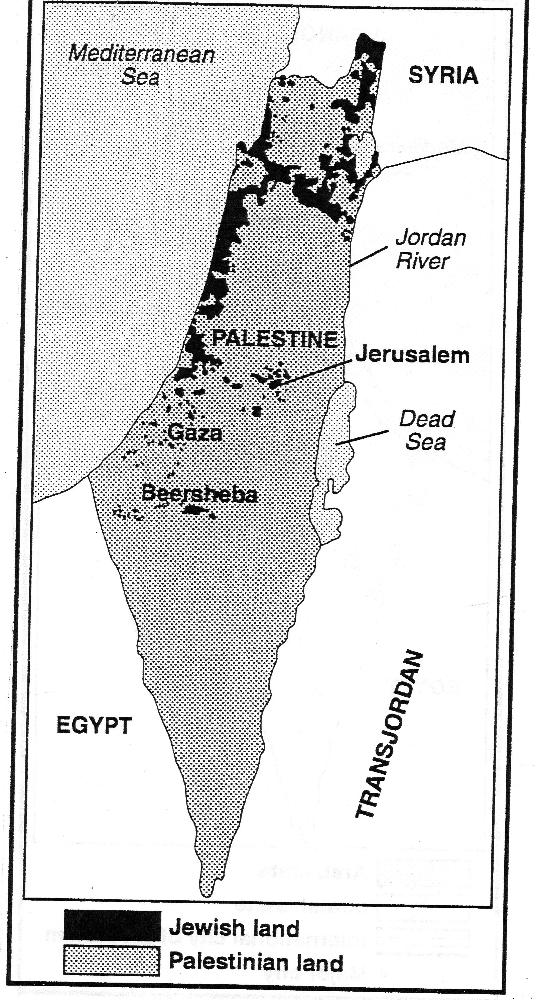 Mediterranean
Sea
SYRIA
Jordan
River
PALESTINE
Jerusalem
Dead
Sea
Gaza
Beersheba
EGYPT
TRANSJORDAN
Jewish land
Palestinian land